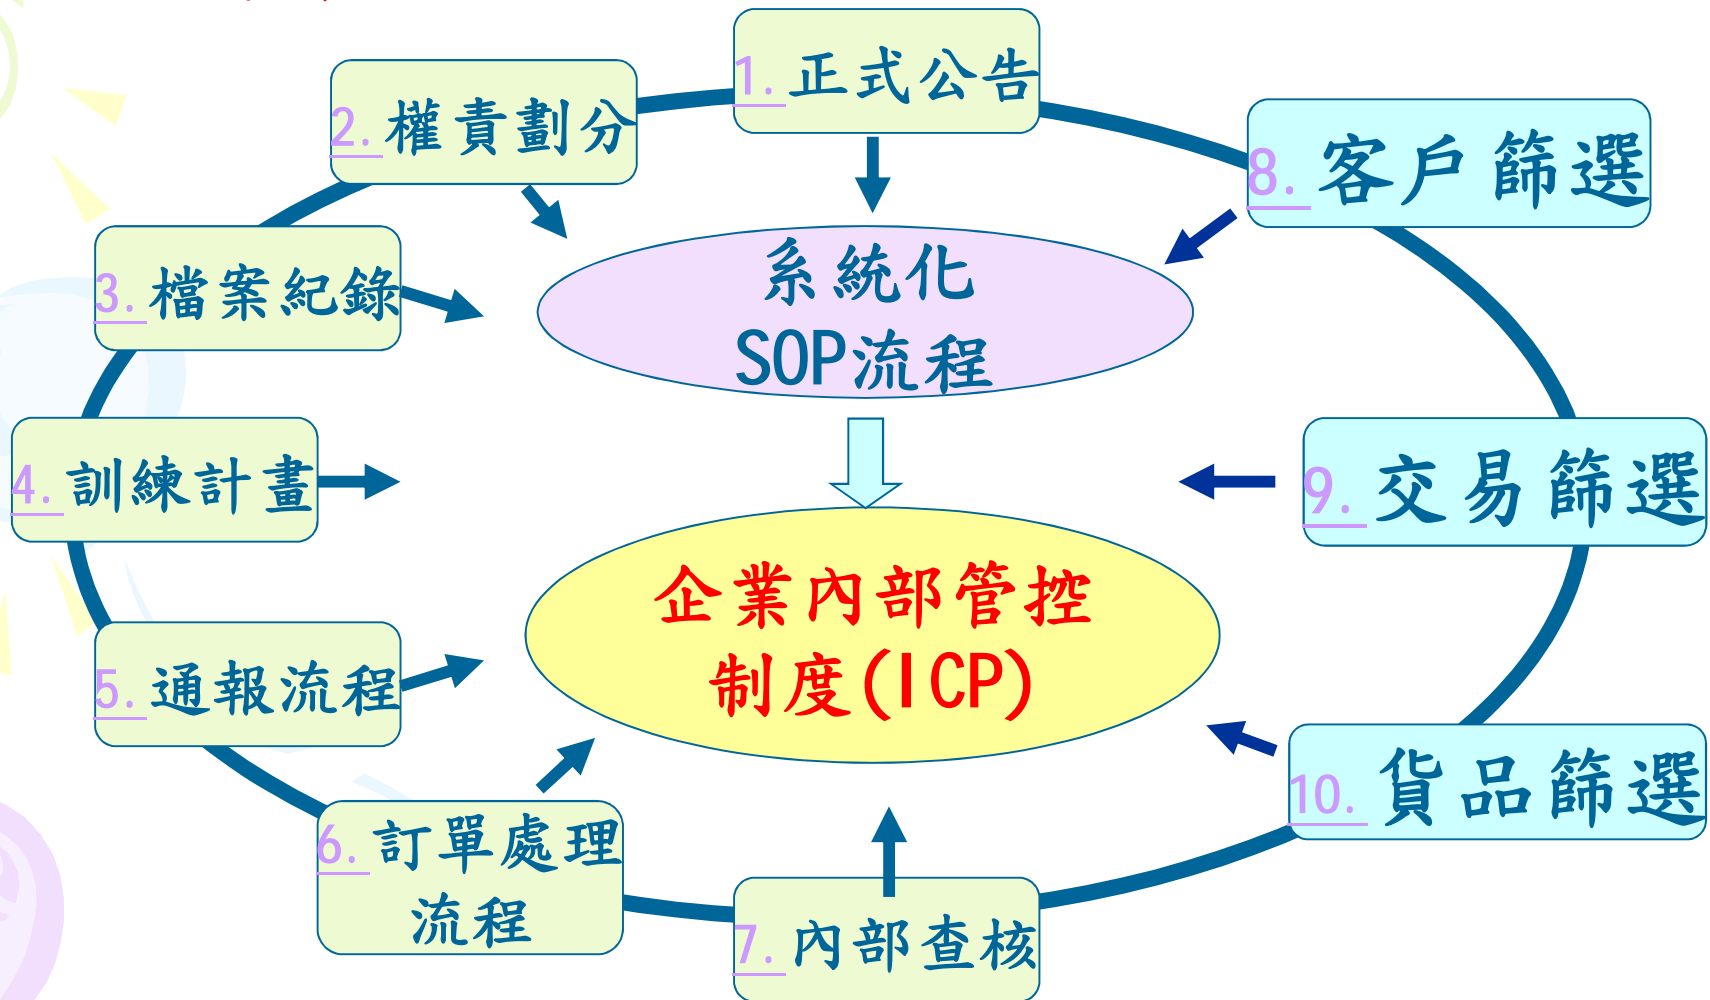 1. 正式公告
2. 權責劃分
3. 檔案紀錄
4. 訓練計畫
5. 通報流程
6. 訂單處理
流程
7. 內部查核
8. 客戶篩選
9. 交易篩選
10. 貨品篩選
系統化
SOP流程
企業內部管控
制度(ICP)